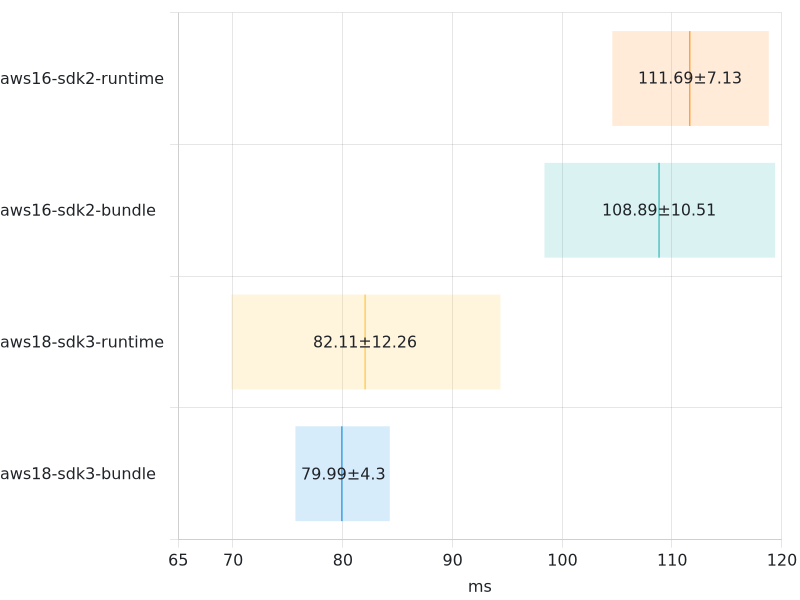 aws16-sdk2-runtime
111.69±7.13
aws16-sdk2-bundle
108.89±10.51
aws18-sdk3-runtime
82.11±12.26
aws18-sdk3-bundle
79.99±4.3
65 70 80 90 100 110 120
ms